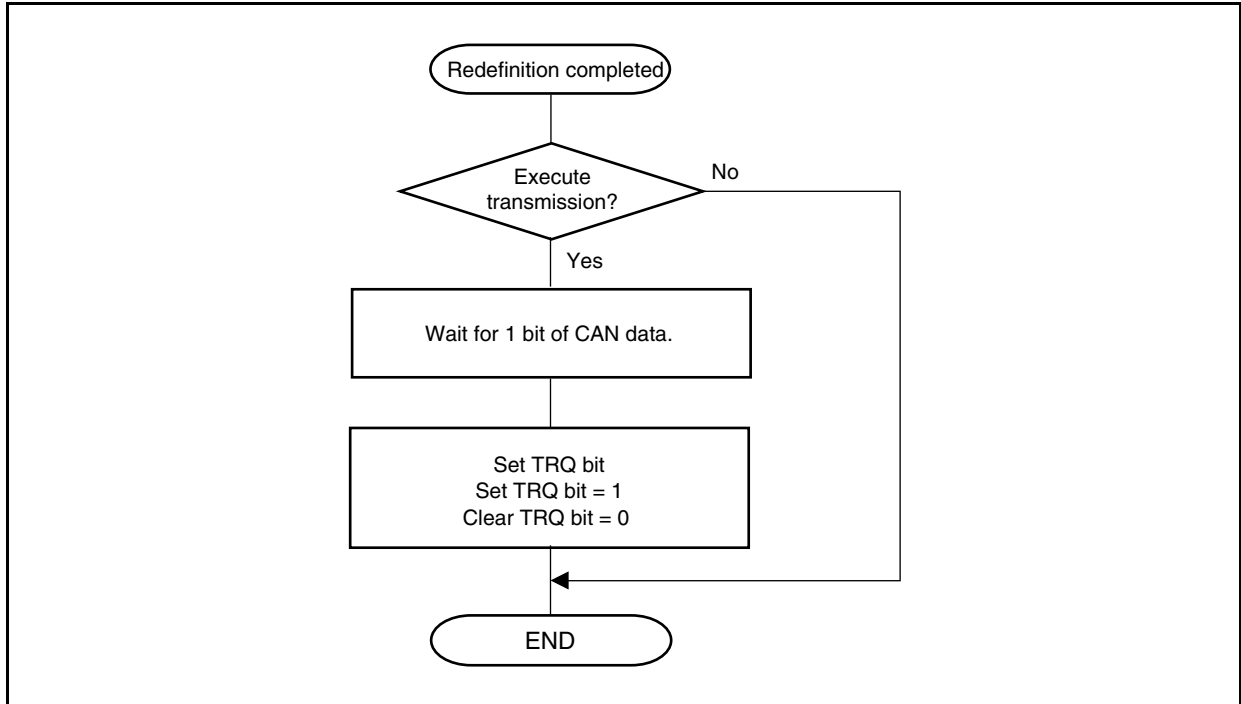 Redefinition completed
Execute
transmission?
No
Yes
Wait for 1 bit of CAN data.
Set TRQ bit
Set TRQ bit = 1
Clear TRQ bit = 0
END